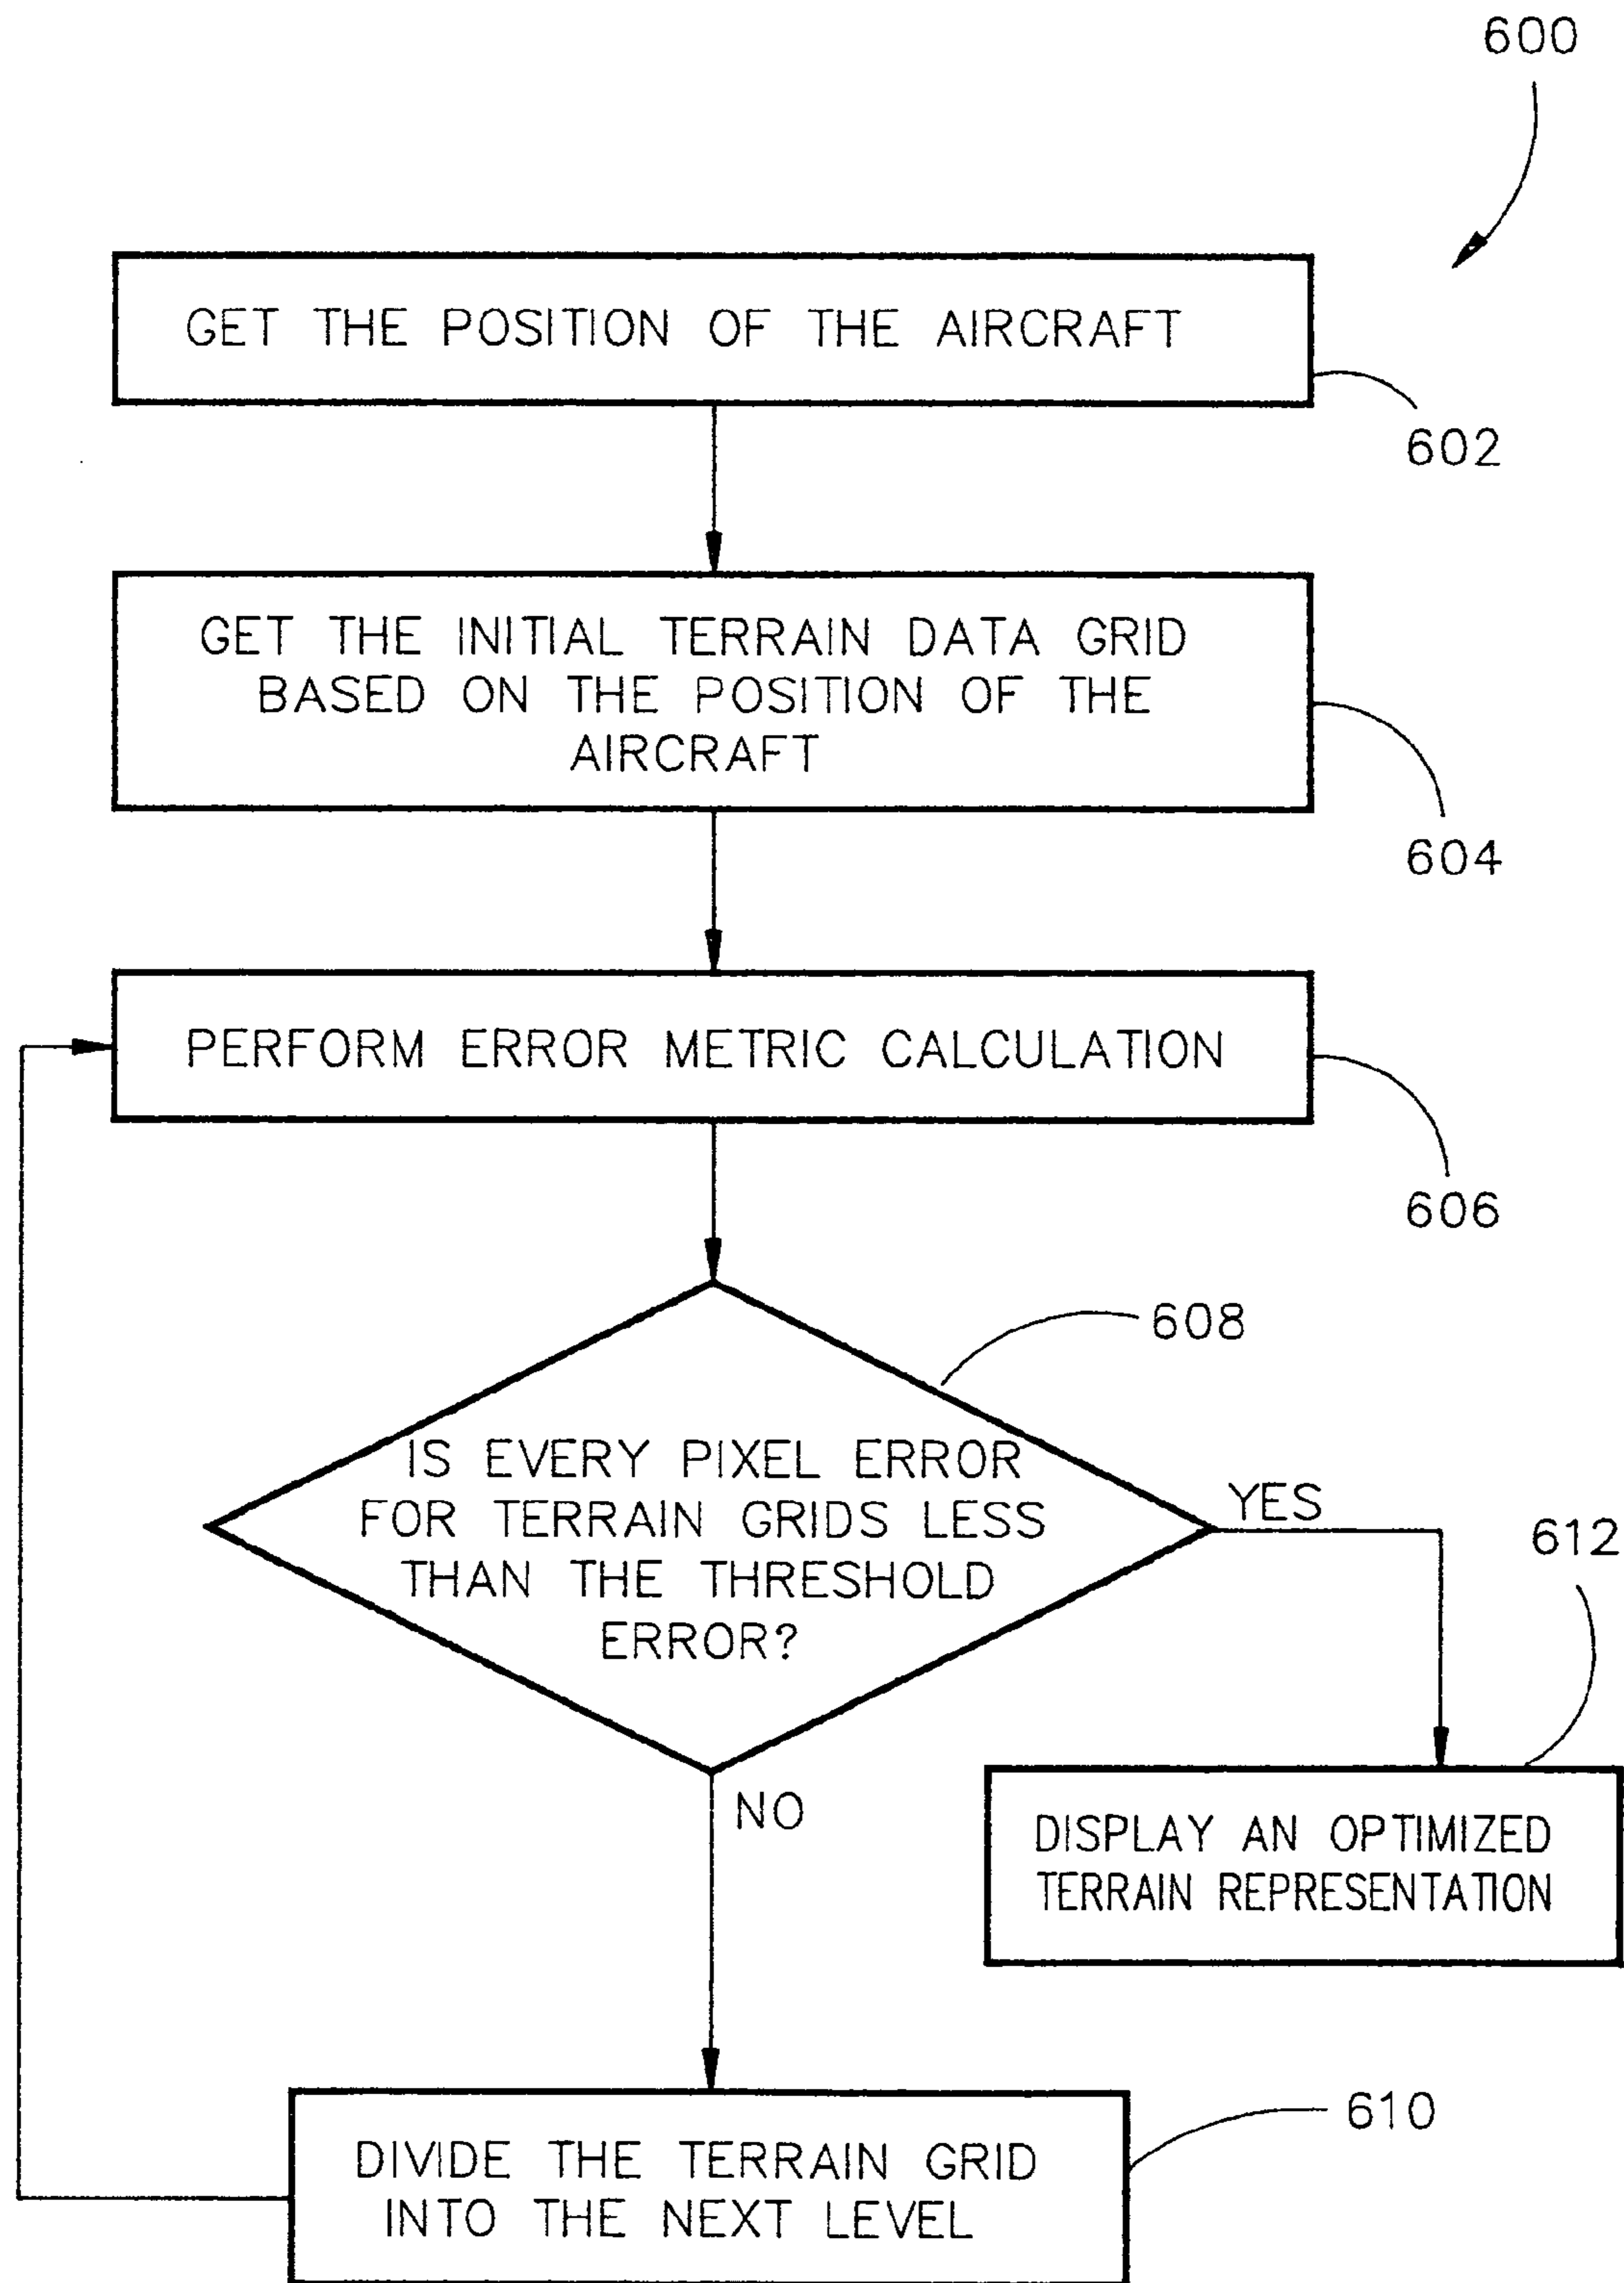 600
GET THE POSITION OF THE AIRCRAFT
602
GET THE INITIAL TERRAIN DATA GRID
BASED ON THE POSITION OF THE
AIRCRAFT
604
PERFORM ERROR METRIC CALCULATION
606
608
IS EVERY PIXEL ERROR
FOR TERRAIN GRIDS LESS
THAN THE THRESHOLD
ERROR?
YES
612
NO
DISPLAY AN OPTIMIZED
TERRAIN REPRESENTATION
610
DIVIDE THE TERRAIN GRID
INTO THE NEXT LEVEL